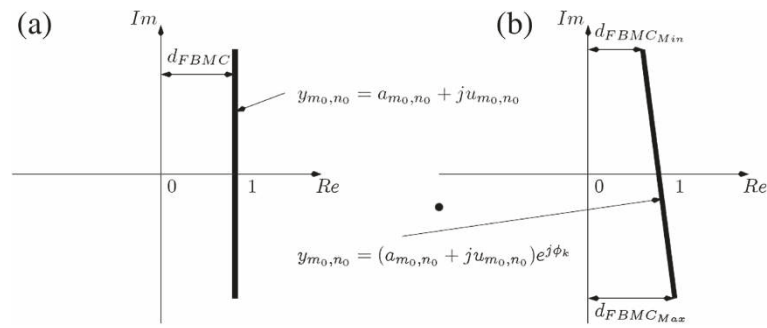 (a)
Im
d_{FBMC}
y_{m_0,n_0} = a_{m_0,n_0} + ju_{m_0,n_0}
0
1
Re
(b)
Im
d_{FBMC_{Min}}
0
1
Re
y_{m_0,n_0} = (a_{m_0,n_0} + ju_{m_0,n_0})e^{jϕ_k}
d_{FBMC_{Max}}